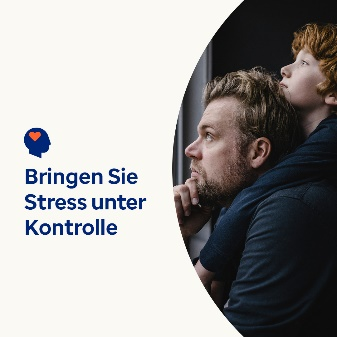 Bringen Sie
Stress unter
Kontrolle